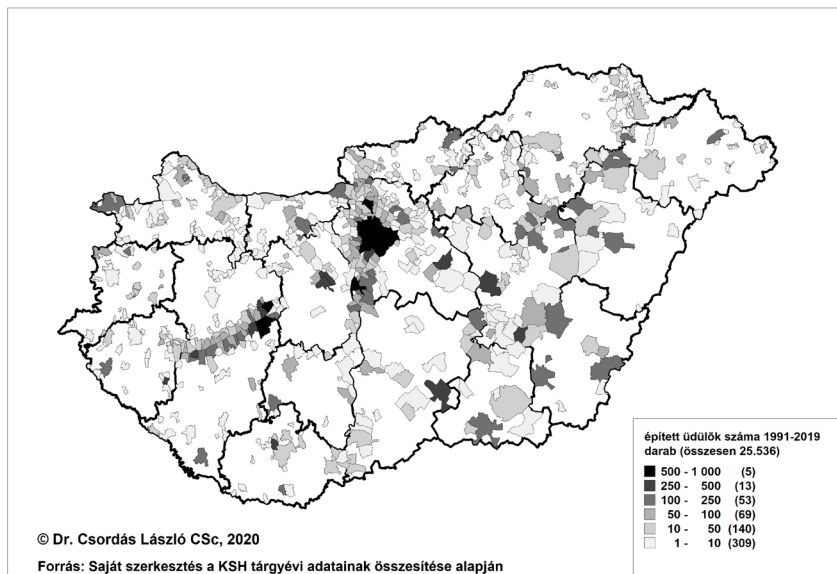 épített üdülők száma 1991-2019
darab (összesen 25.536)
500 - 1 000 (5)
250 - 500 (13)
100 - 250 (53)
50 - 100 (69)
10 - 50 (140)
1 - 10 (309)
© Dr. Csordás László CSc, 2020
Forrás: Saját szerkesztés a KSH tárgyévi adatainak összesítése alapján